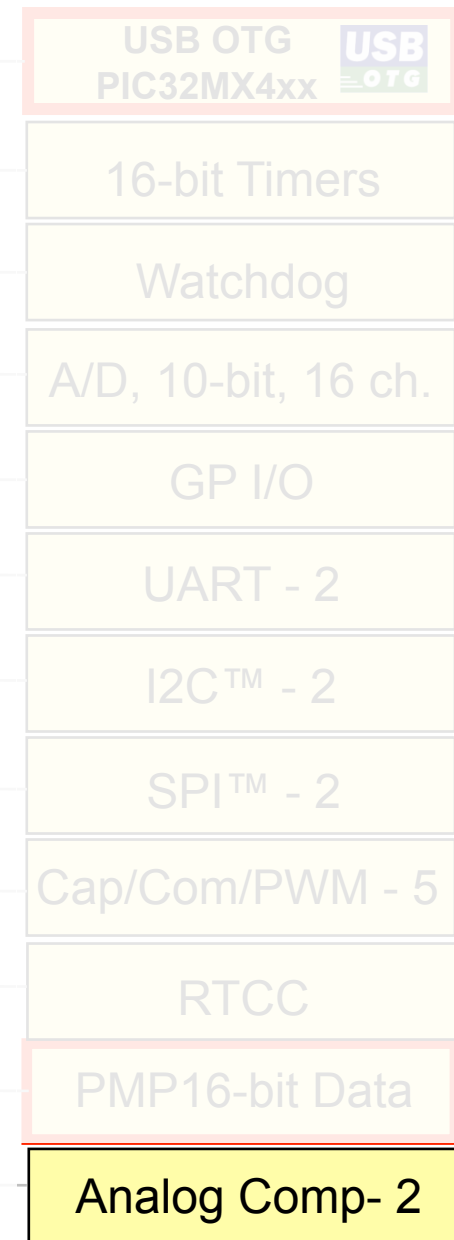 USB OTG
PIC32MX4xx
USB
OTG
16-bit Timers
Watchdog
A/D, 10-bit, 16 ch.
GP I/O
UART - 2
I2C™ - 2
SPI™ - 2
Cap/Com/PWM - 5
RTCC
PMP16-bit Data
Analog Comp- 2